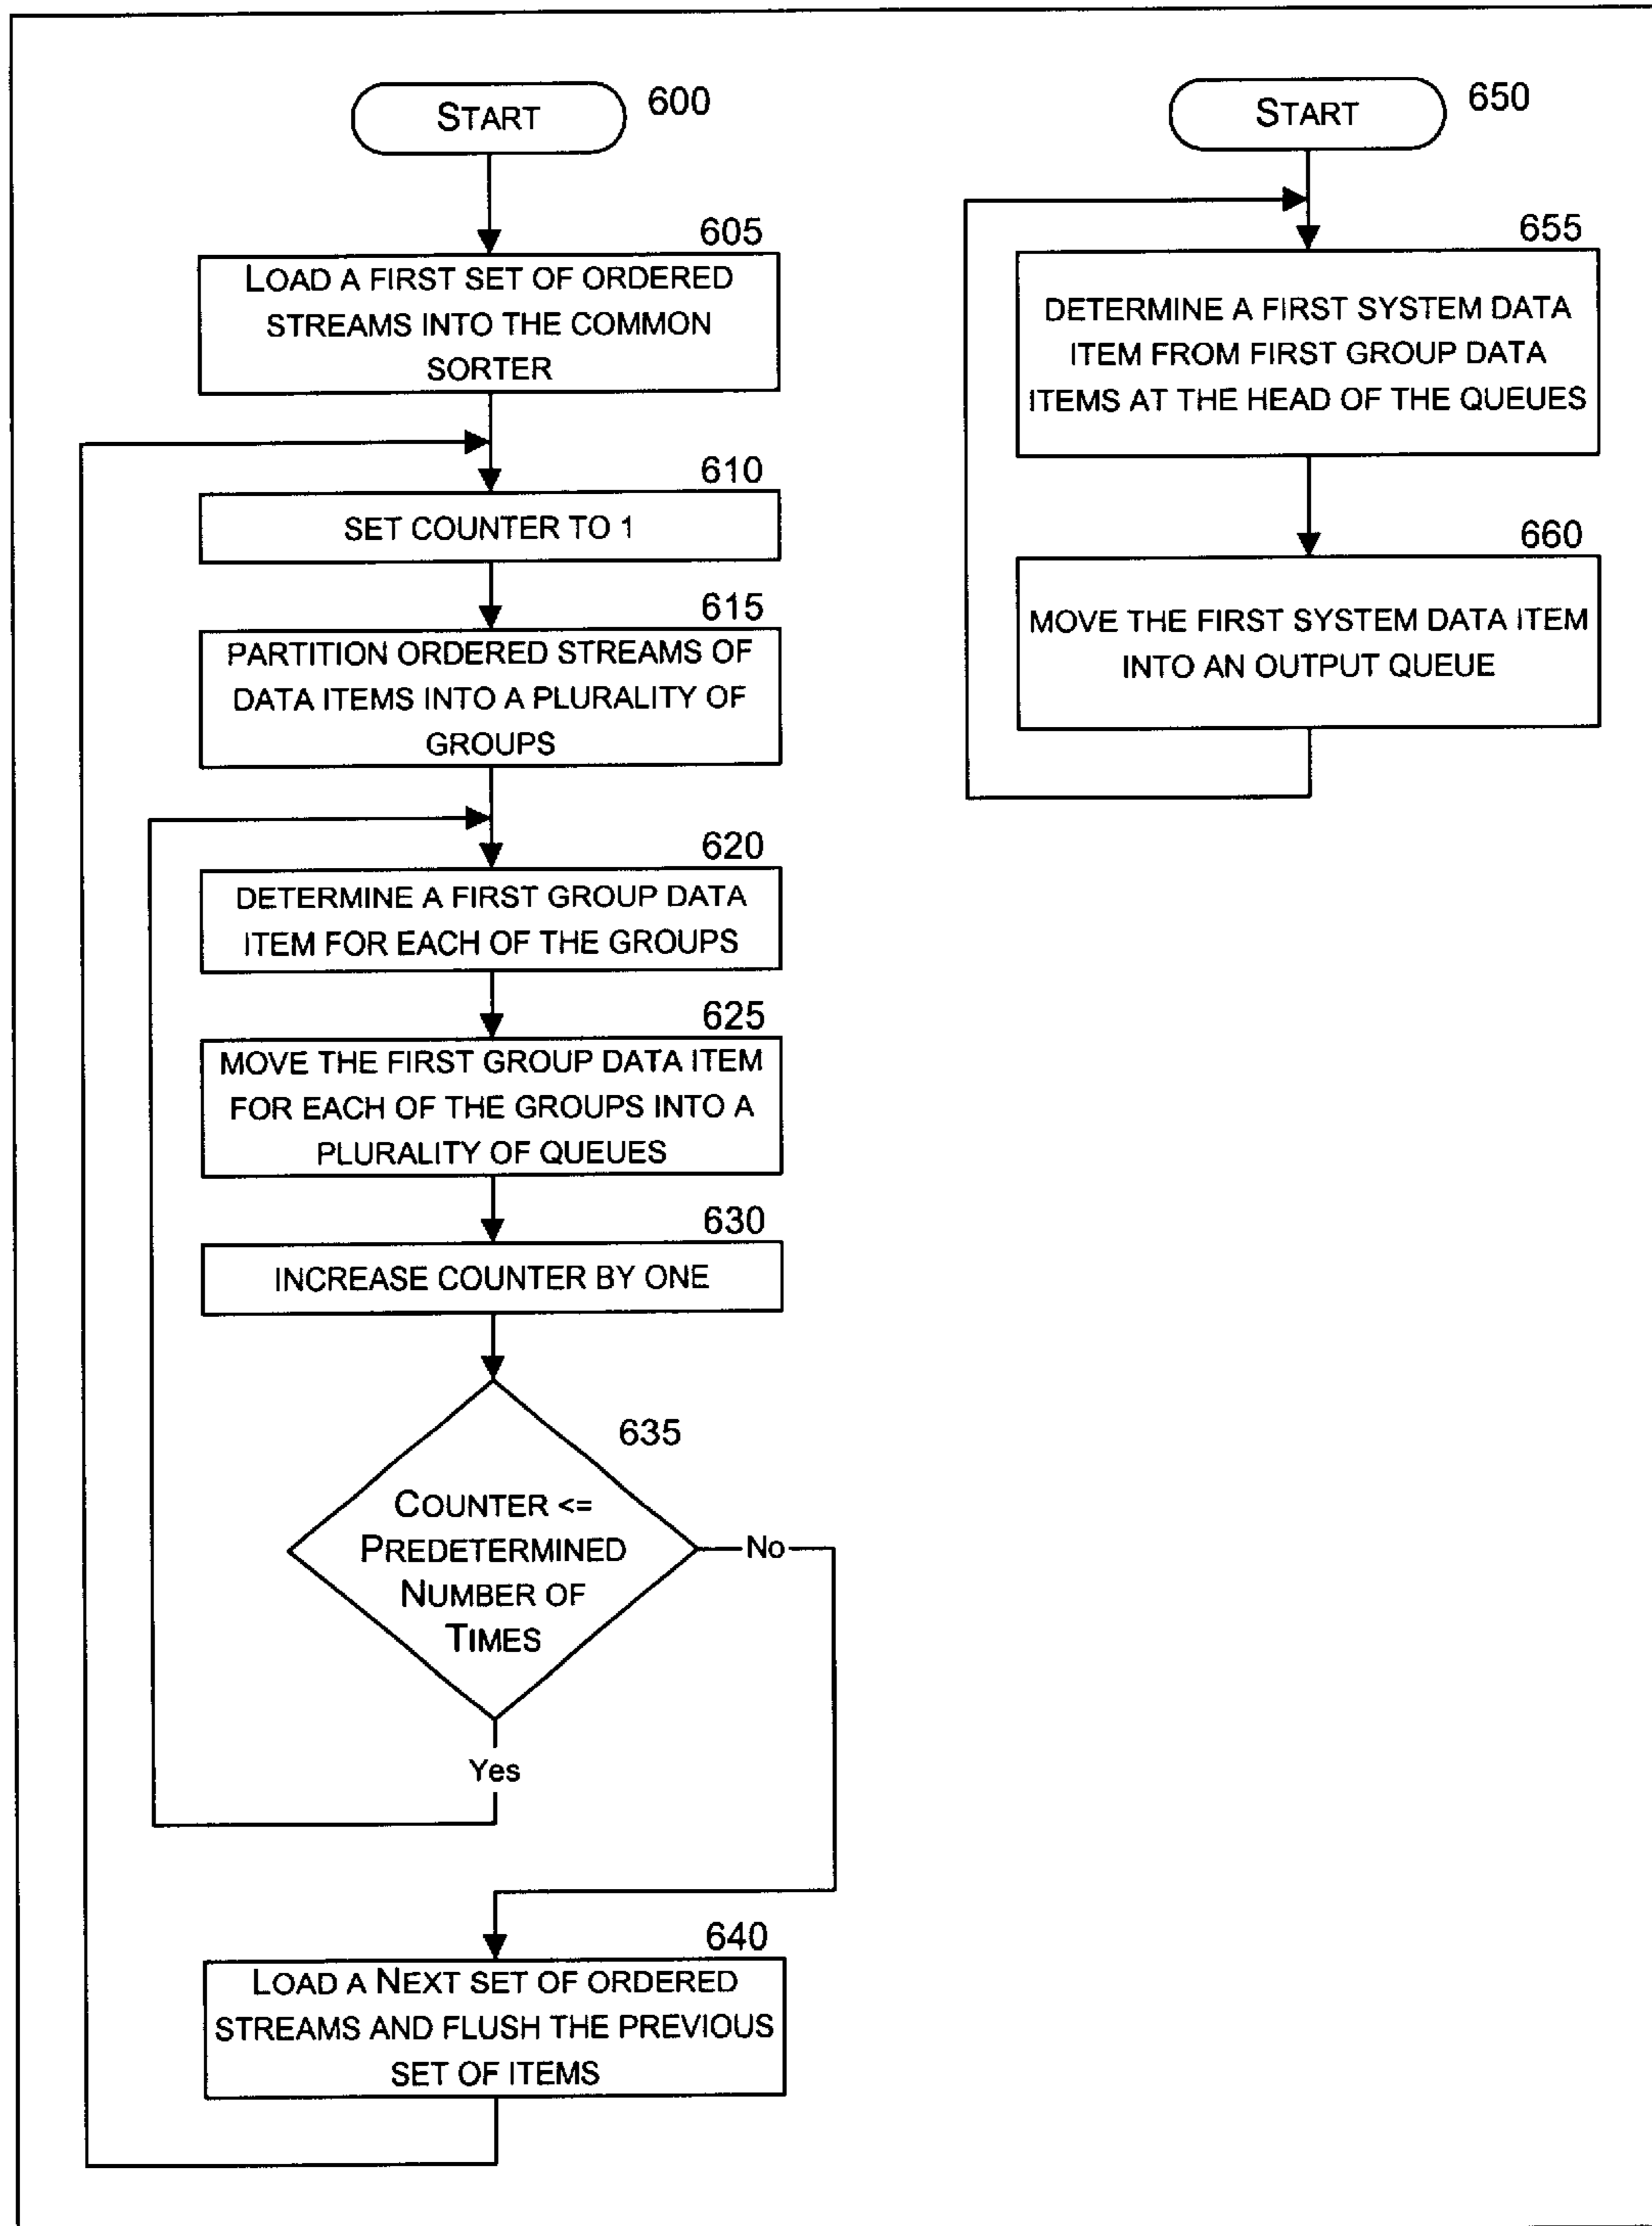 START
600
605
LOAD A FIRST SET OF ORDERED
STREAMS INTO THE COMMON
SORTER
610
SET COUNTER TO 1
615
PARTITION ORDERED STREAMS OF
DATA ITEMS INTO A PLURALITY OF
GROUPS
620
DETERMINE A FIRST GROUP DATA
ITEM FOR EACH OF THE GROUPS
625
MOVE THE FIRST GROUP DATA ITEM
FOR EACH OF THE GROUPS INTO A
PLURALITY OF QUEUES
630
INCREASE COUNTER BY ONE
635
COUNTER <=
PREDETERMINED
NUMBER OF
TIMES
No
Yes
640
LOAD A NEXT SET OF ORDERED
STREAMS AND FLUSH THE PREVIOUS
SET OF ITEMS
START
650
655
DETERMINE A FIRST SYSTEM DATA
ITEM FROM FIRST GROUP DATA
ITEMS AT THE HEAD OF THE QUEUES
660
MOVE THE FIRST SYSTEM DATA ITEM
INTO AN OUTPUT QUEUE